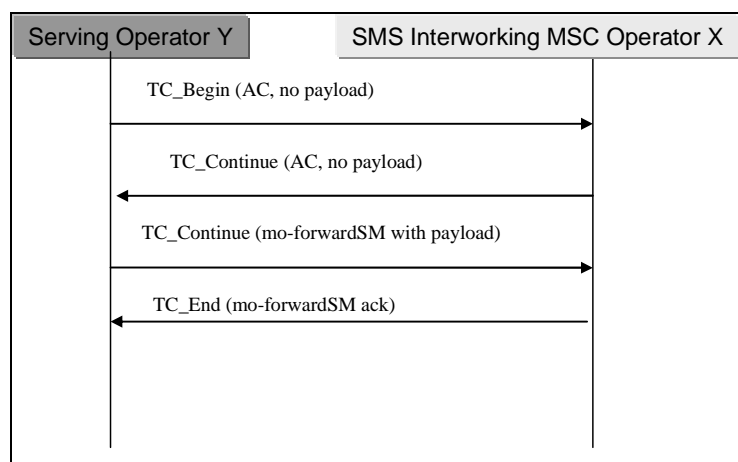 Serving Operator Y
SMS Interworking MSC Operator X
TC_Begin (AC, no payload)
TC_Continue (AC, no payload)
TC_Continue (mo-forwardSM with payload)
TC_End (mo-forwardSM ack)